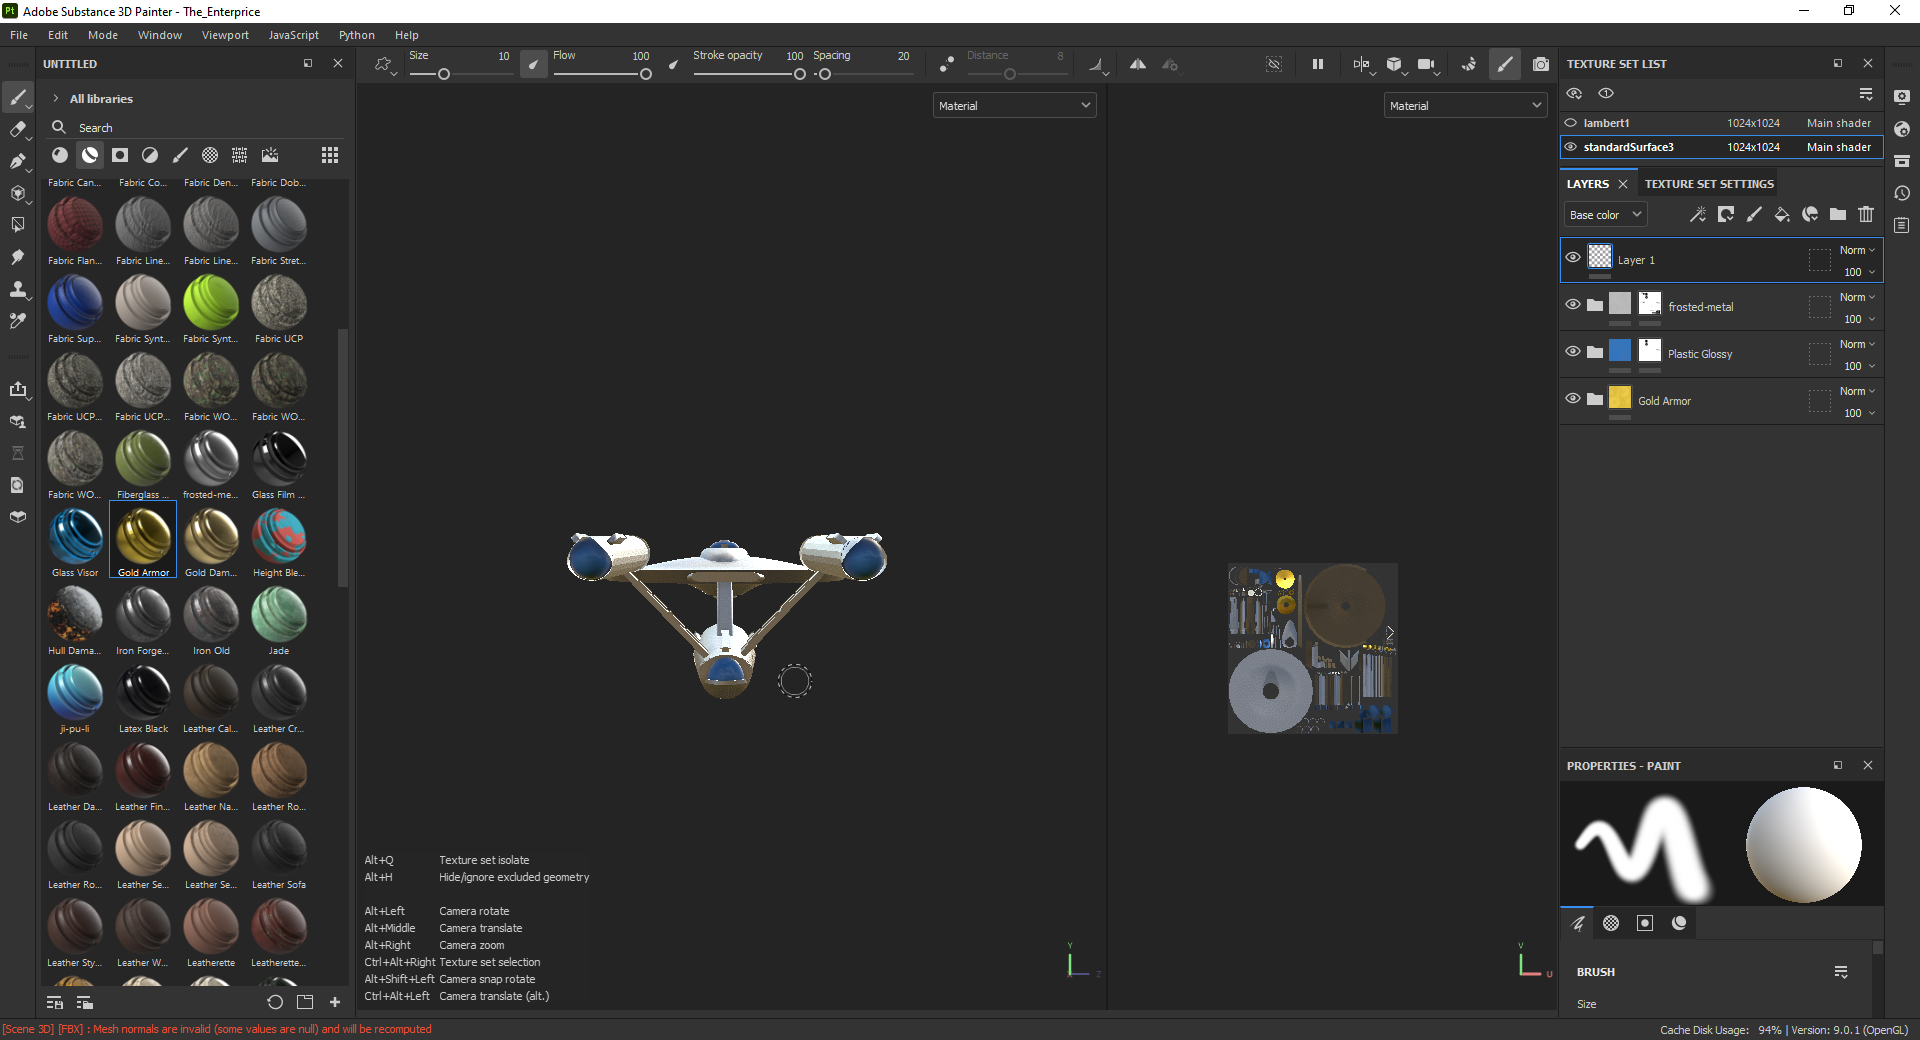 Pt Adobe Substance 3D Painter - The_Enterprice
File Edit Mode Window Viewport JavaScript Python Help
UNTITLED
All libraries
Search
Fabric Can... Fabric Co... Fabric Den... Fabric Dob...
Fabric Flan... Fabric Line... Fabric Line... Fabric Stret...
Fabric Sup... Fabric Synt... Fabric Synt... Fabric UCP
Fabric UCP... Fabric UCP... Fabric WO... Fabric WO...
Fabric WO... Fiberglass ... frosted-me... Glass Film ...
Glass Visor Gold Armor Gold Dam... Height Ble...
Hull Dama... Iron Forge... Iron Old Jade
ji-pu-li Latex Black Leather Cal... Leather Cr...
Leather Da... Leather Fin... Leather Na... Leather Ro...
Leather Ro... Leather Se... Leather Se... Leather Sofa
Leather Sty... Leather W... Leatherette Leatherette...
Size 10 Flow 100 Stroke opacity 100 Spacing 20 Distance 8
Material
Material
Alt+Q Texture set isolate
Alt+H Hide/ignore excluded geometry
Alt+Left Camera rotate
Alt+Middle Camera translate
Alt+Right Camera zoom
Ctrl+Alt+Right Texture set selection
Alt+Shift+Left Camera snap rotate
Ctrl+Alt+Left Camera translate (alt.)
Y
Z
V
U
TEXTURE SET LIST
lambert1 1024x1024 Main shader
standardSurface3 1024x1024 Main shader
LAYERS TEXTURE SET SETTINGS
Base color
Layer 1 Norm 100
frosted-metal Norm 100
Plastic Glossy Norm 100
Gold Armor Norm 100
PROPERTIES - PAINT
BRUSH
Size
[Scene 3D] [FBX] : Mesh normals are invalid (some values are null) and will be recomputed
Cache Disk Usage: 94% | Version: 9.0.1 (OpenGL)